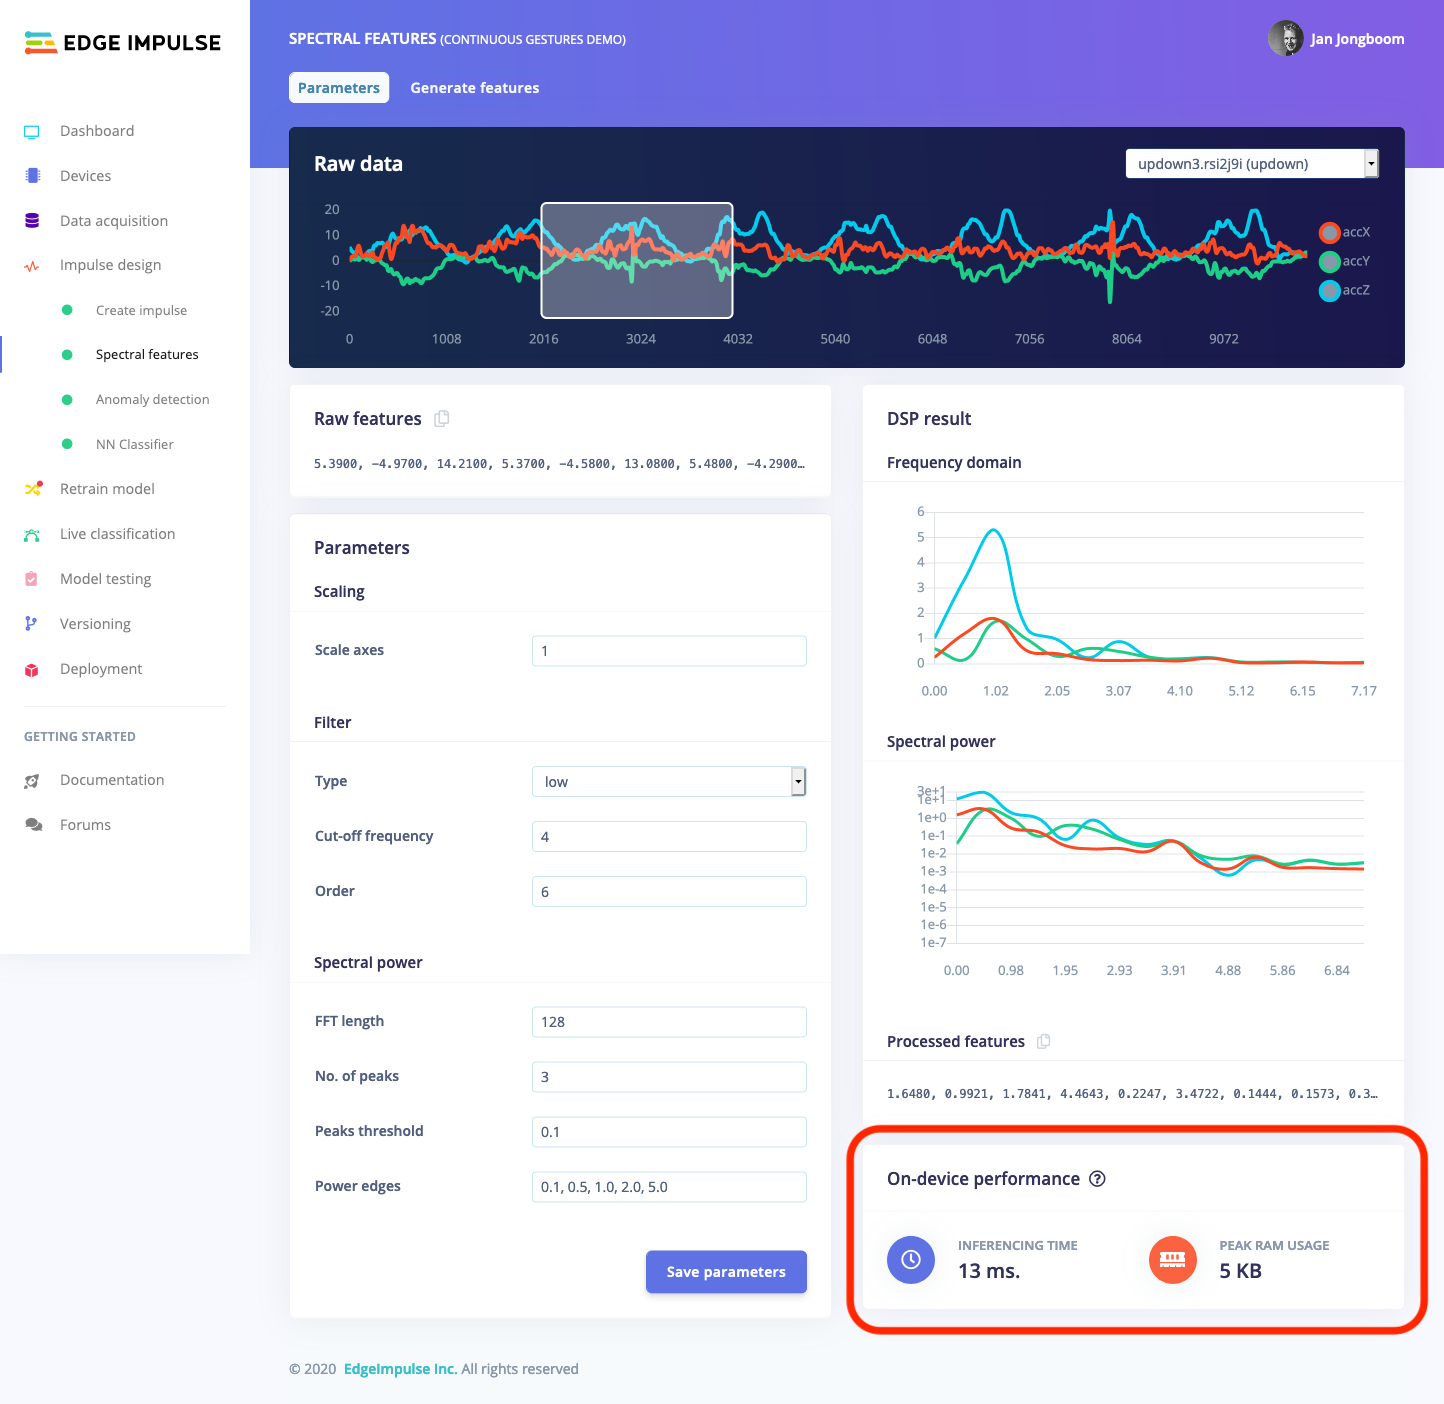 EDGE IMPULSE
Dashboard
Devices
Data acquisition
Impulse design
Create impulse
Spectral features
Anomaly detection
NN Classifier
Retrain model
Live classification
Model testing
Versioning
Deployment
GETTING STARTED
Documentation
Forums
SPECTRAL FEATURES (CONTINUOUS GESTURES DEMO)
Jan Jongboom
Parameters Generate features
Raw data
updown3.rsi2j9i (updown)
20
10
0
-10
-20
0 1008 2016 3024 4032 5040 6048 7056 8064 9072
accX
accY
accZ
Raw features
5.3900, -4.9700, 14.2100, 5.3700, -4.5800, 13.0800, 5.4800, -4.2900…
Parameters
Scaling
Scale axes 1
Filter
Type low
Cut-off frequency 4
Order 6
Spectral power
FFT length 128
No. of peaks 3
Peaks threshold 0.1
Power edges 0.1, 0.5, 1.0, 2.0, 5.0
Save parameters
DSP result
Frequency domain
6
5
4
3
2
1
0
0.00 1.02 2.05 3.07 4.10 5.12 6.15 7.17
Spectral power
3e+1
1e+1
1e+0
1e-1
1e-2
1e-3
1e-4
1e-5
1e-6
1e-7
0.00 0.98 1.95 2.93 3.91 4.88 5.86 6.84
Processed features
1.6480, 0.9921, 1.7841, 4.4643, 0.2247, 3.4722, 0.1444, 0.1573, 0.3…
On-device performance ?
INFERENCING TIME
13 ms.
PEAK RAM USAGE
5 KB
© 2020 EdgeImpulse Inc. All rights reserved